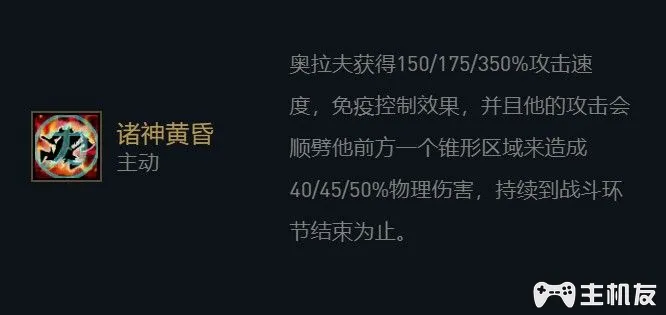 诸神黄昏
主动
奥拉夫获得150/175/350%攻击速
度，免疫控制效果，并且他的攻击会
顺劈他前方一个锥形区域来造成
40/45/50%物理伤害，持续到战斗环
节结束为止。
主机友